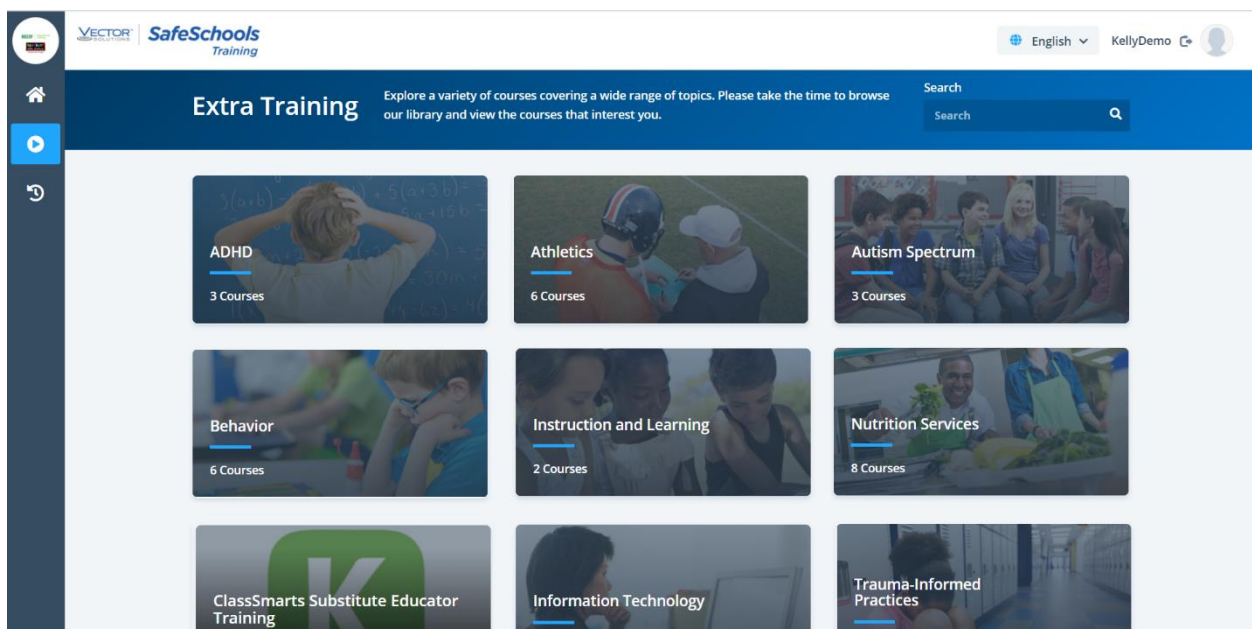 VECTOR SOLUTIONS
SafeSchools
Training
English
KellyDemo
Extra Training
Explore a variety of courses covering a wide range of topics. Please take the time to browse
our library and view the courses that interest you.
Search
Search
ADHD
3 Courses
Athletics
6 Courses
Autism Spectrum
3 Courses
Behavior
6 Courses
Instruction and Learning
2 Courses
Nutrition Services
8 Courses
K
ClassSmarts Substitute Educator
Training
Information Technology
Trauma-Informed
Practices